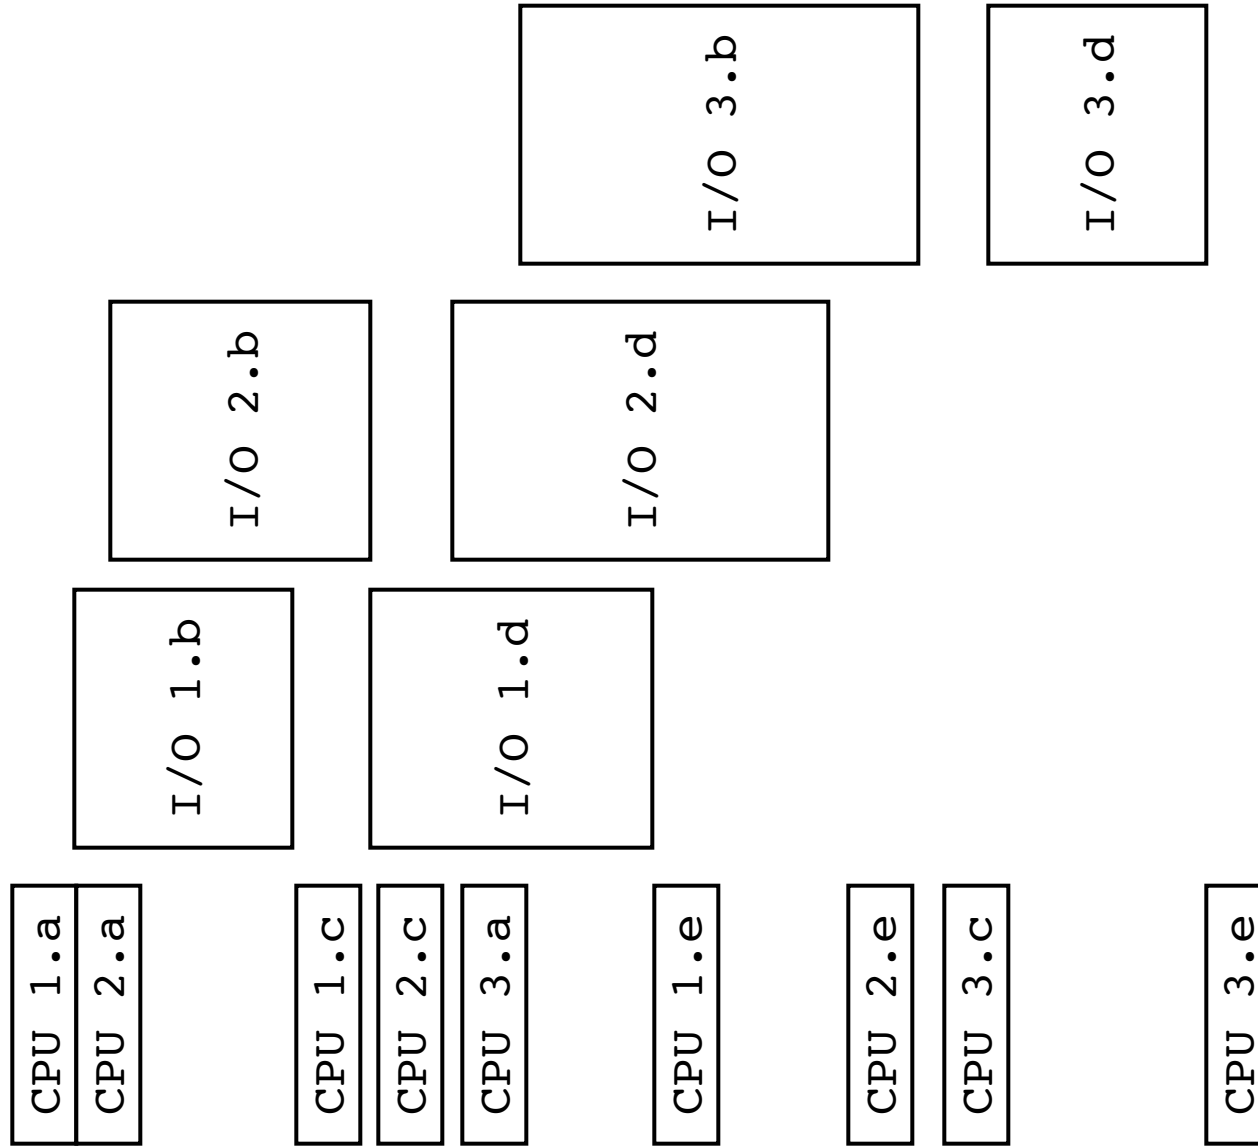 I/O 3.b
I/O 3.d
I/O 2.b
I/O 2.d
I/O 1.b
I/O 1.d
CPU 1.a
CPU 2.a
CPU 1.c
CPU 2.c
CPU 3.a
CPU 1.e
CPU 2.e
CPU 3.c
CPU 3.e